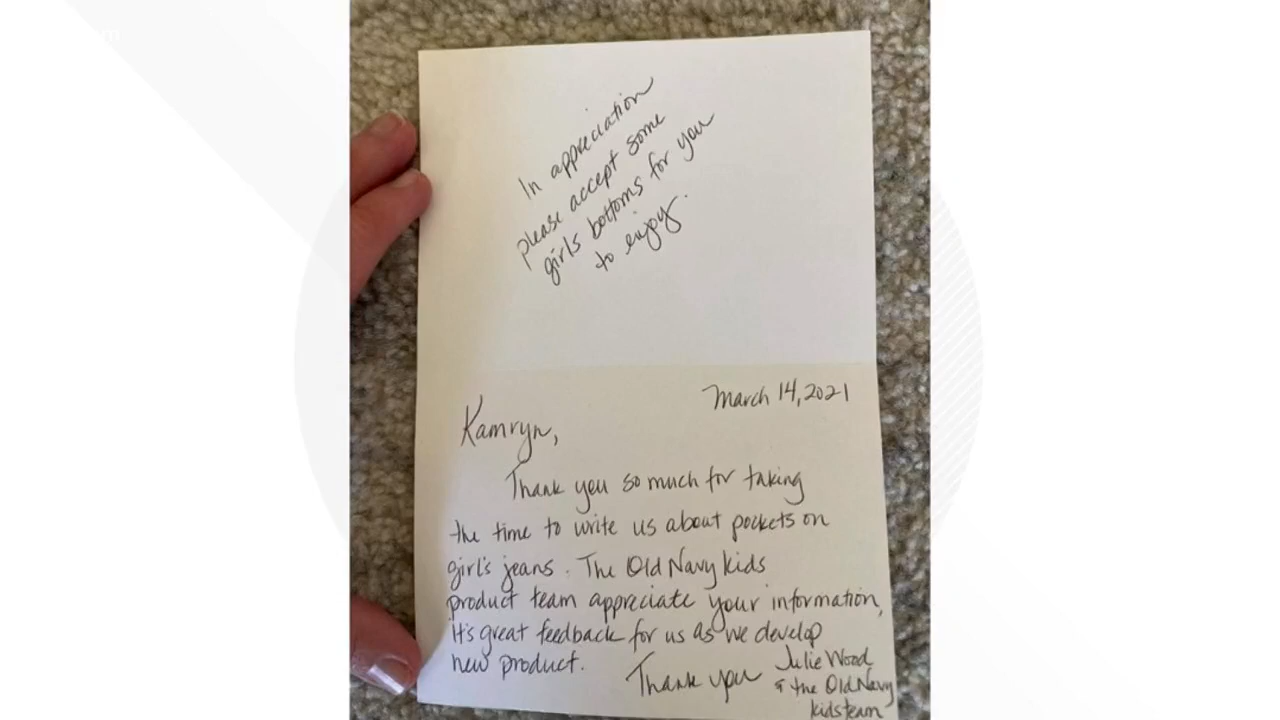 In appreciation
please accept some
girls bottoms for you
to enjoy.
March 14, 2021
Kamryn,
Thank you so much for taking
the time to write us about pockets on
girl's jeans. The Old Navy kids
product team appreciate your information,
it's great feedback for us as we develop
new product.
Thank you
Julie Wood
& the Old Navy
kids team